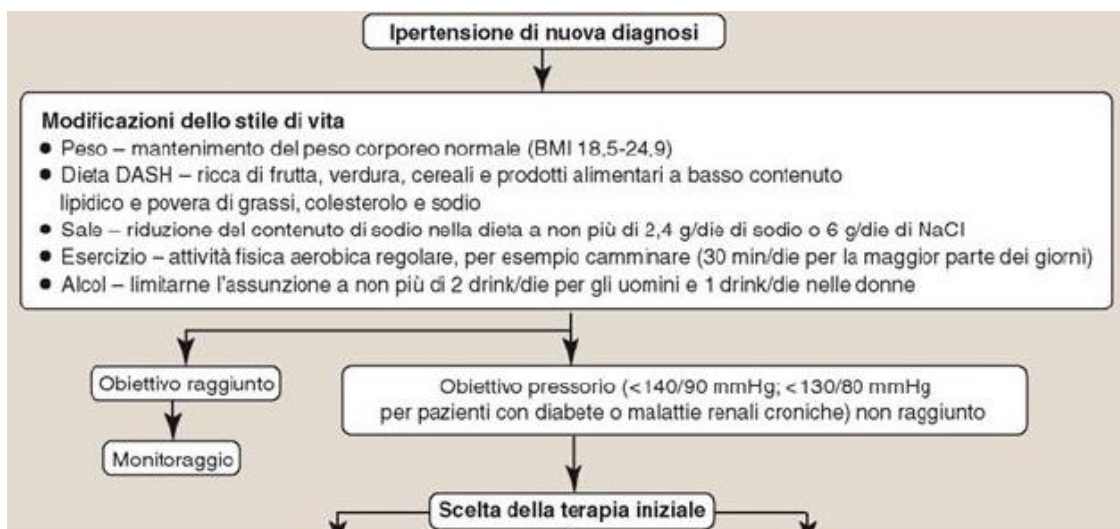 Ipertensione di nuova diagnosi
Modificazioni dello stile di vita
● Peso – mantenimento del peso corporeo normale (BMI 18,5-24,9)
● Dieta DASH – ricca di frutta, verdura, cereali e prodotti alimentari a basso contenuto
lipidico e povera di grassi, colesterolo e sodio
● Sale – riduzione del contenuto di sodio nella dieta a non più di 2,4 g/die di sodio o 6 g/die di NaCl
● Esercizio – attività fisica aerobica regolare, per esempio camminare (30 min/die per la maggior parte dei giorni)
● Alcol – limitarne l'assunzione a non più di 2 drink/die per gli uomini e 1 drink/die nelle donne
Obiettivo raggiunto
Monitoraggio
Obiettivo pressorio (<140/90 mmHg; <130/80 mmHg
per pazienti con diabete o malattie renali croniche) non raggiunto
Scelta della terapia iniziale